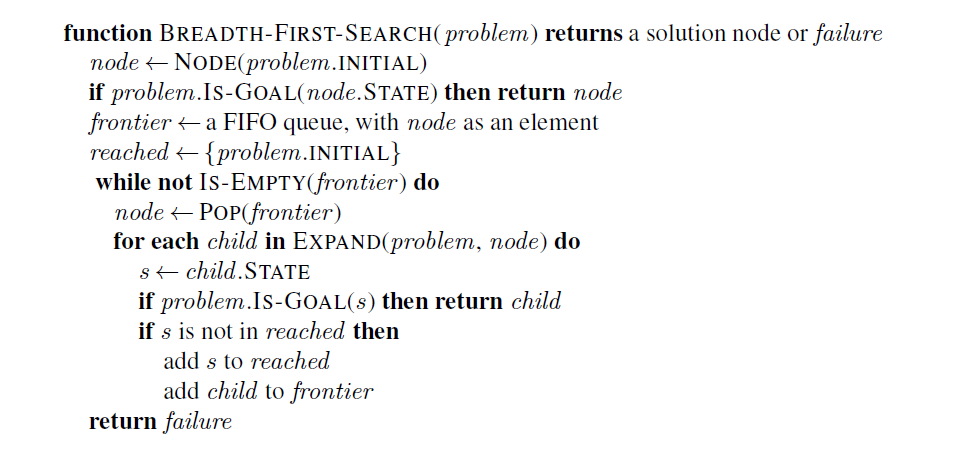 function BREADTH-FIRST-SEARCH(problem) returns a solution node or failure
node ← NODE(problem.INITIAL)
if problem.IS-GOAL(node.STATE) then return node
frontier ← a FIFO queue, with node as an element
reached ← {problem.INITIAL}
while not IS-EMPTY(frontier) do
node ← POP(frontier)
for each child in EXPAND(problem, node) do
s ← child.STATE
if problem.IS-GOAL(s) then return child
if s is not in reached then
add s to reached
add child to frontier
return failure